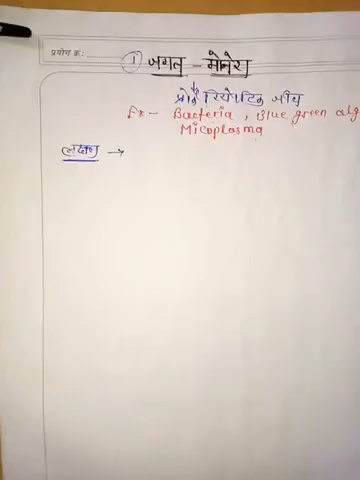 प्रयोग क्र.
① जगत - मोनेरा
प्रोकैरियोटिक जीव
Ex - Bacteria, Blue green alg
Micoplasma
लक्षण →